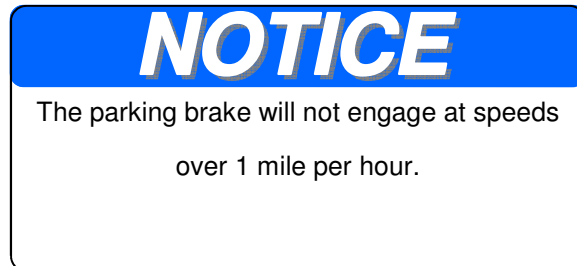 NOTICE
The parking brake will not engage at speeds
over 1 mile per hour.